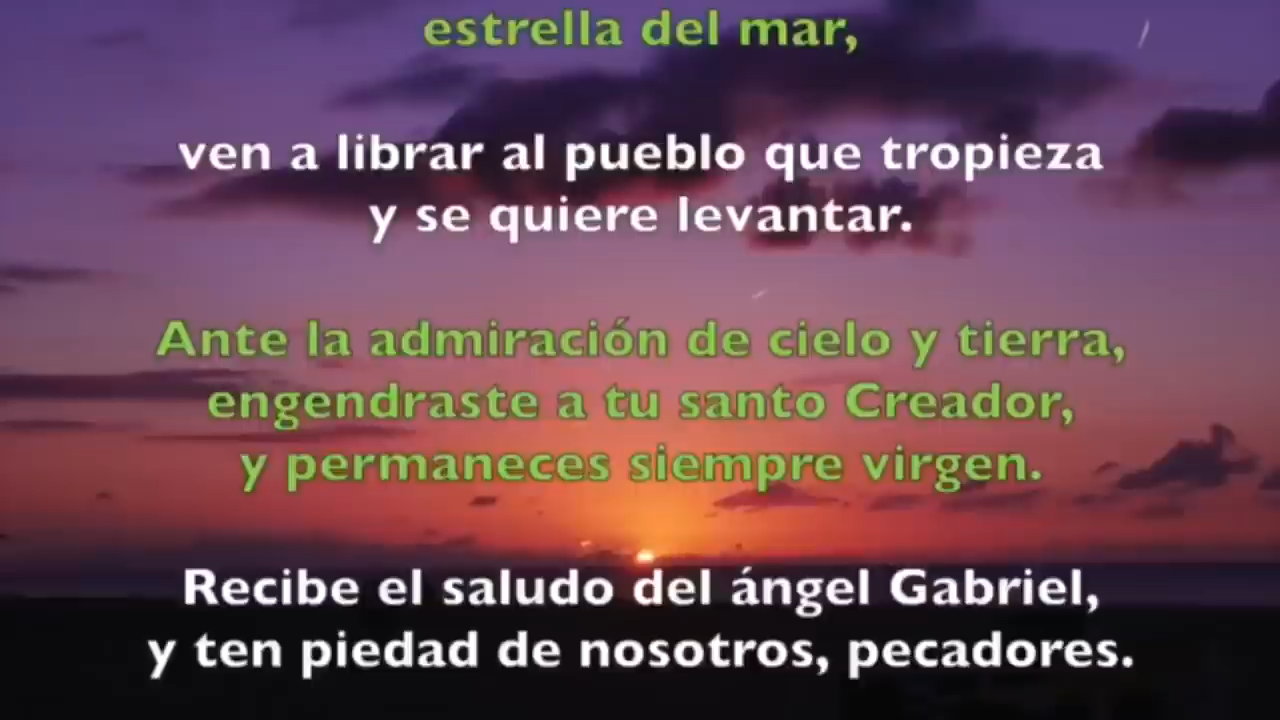 estrella del mar,
ven a librar al pueblo que tropieza
y se quiere levantar.
Ante la admiración de cielo y tierra,
engendraste a tu santo Creador,
y permaneces siempre virgen.
Recibe el saludo del ángel Gabriel,
y ten piedad de nosotros, pecadores.